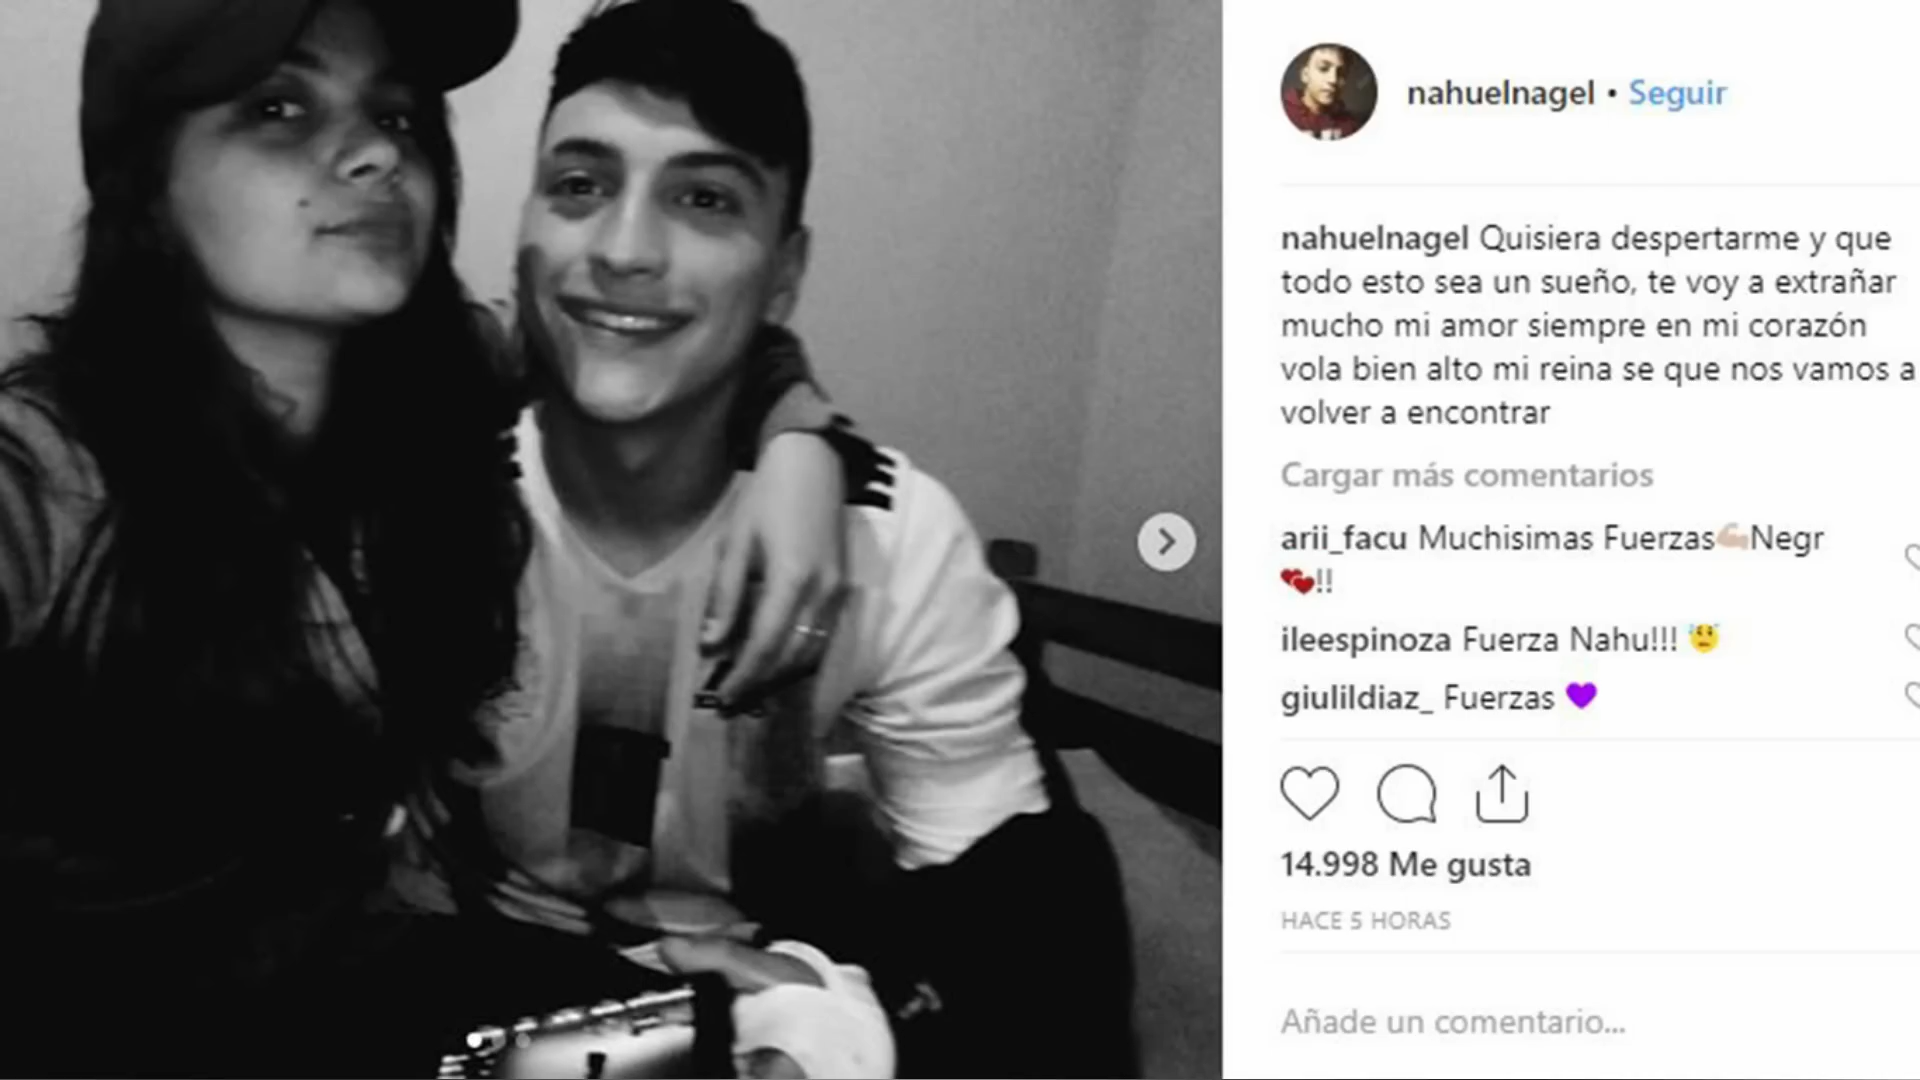 nahuelnagel • Seguir
nahuelnagel Quisiera despertarme y que
todo esto sea un sueño, te voy a extrañar
mucho mi amor siempre en mi corazón
vola bien alto mi reina se que nos vamos a
volver a encontrar
Cargar más comentarios
arii_facu Muchisimas Fuerzas💪🏻Negr
💕!!
ileespinoza Fuerza Nahu!!! 😰
giulildiaz_ Fuerzas 💜
14.998 Me gusta
HACE 5 HORAS
Añade un comentario...